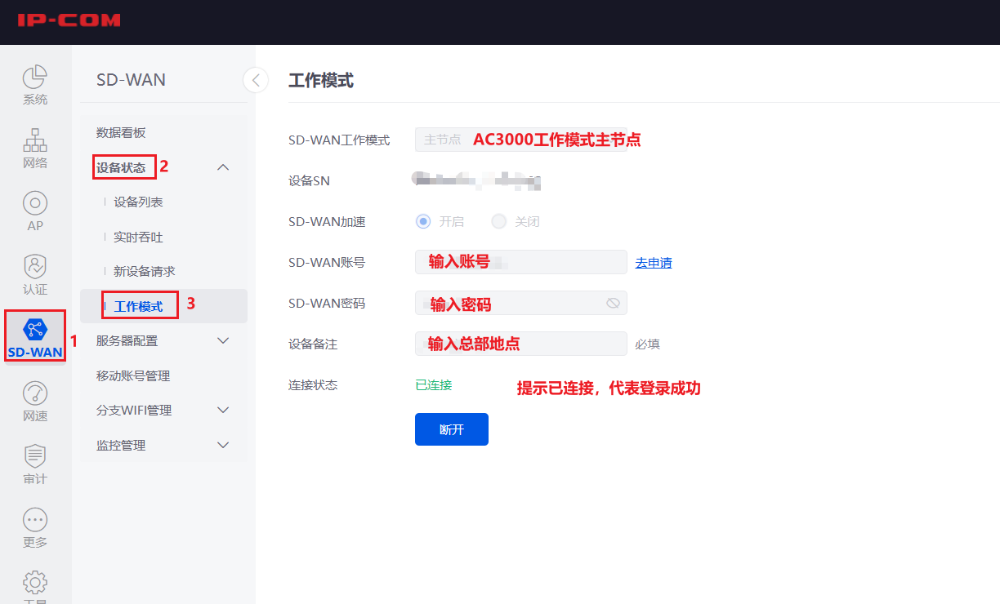 IP-COM
系统
网络
AP
认证
SD-WAN
1
网速
审计
更多
SD-WAN
数据看板
设备状态 2
设备列表
实时吞吐
新设备请求
工作模式 3
服务器配置
移动账号管理
分支WIFI管理
监控管理
工作模式
SD-WAN工作模式 主节点 AC3000工作模式主节点
设备SN
SD-WAN加速 开启 关闭
SD-WAN账号 输入账号 去申请
SD-WAN密码 输入密码
设备备注 输入总部地点 必填
连接状态 已连接 提示已连接，代表登录成功
断开